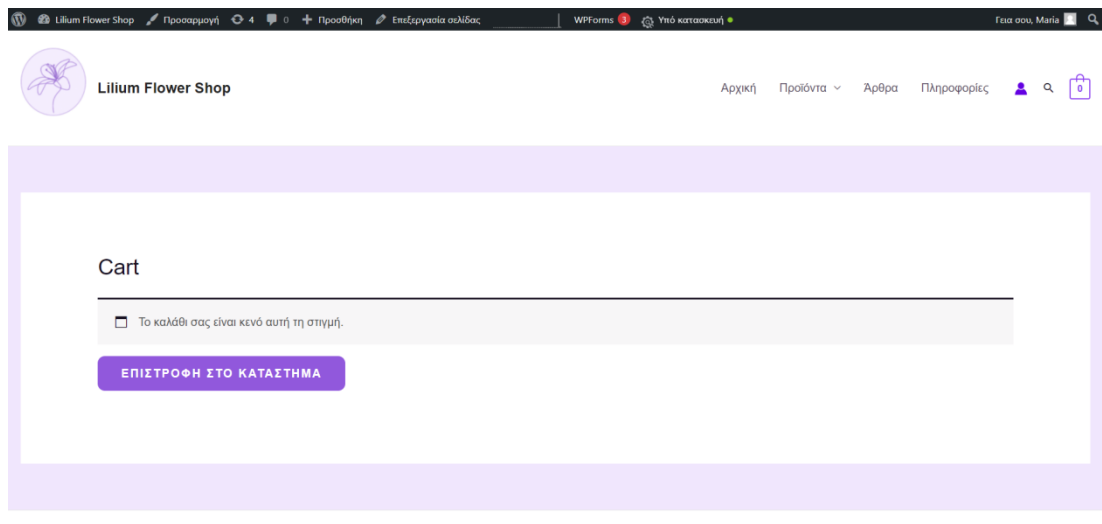 Lilium Flower Shop Προσαρμογή 4 0 Προσθήκη Επεξεργασία σελίδας WPForms 3 Υπό κατασκευή Γεια σου, Maria
Lilium Flower Shop Αρχική Προϊόντα Άρθρα Πληροφορίες 0
Cart
Το καλάθι σας είναι κενό αυτή τη στιγμή.
ΕΠΙΣΤΡΟΦΗ ΣΤΟ ΚΑΤΑΣΤΗΜΑ